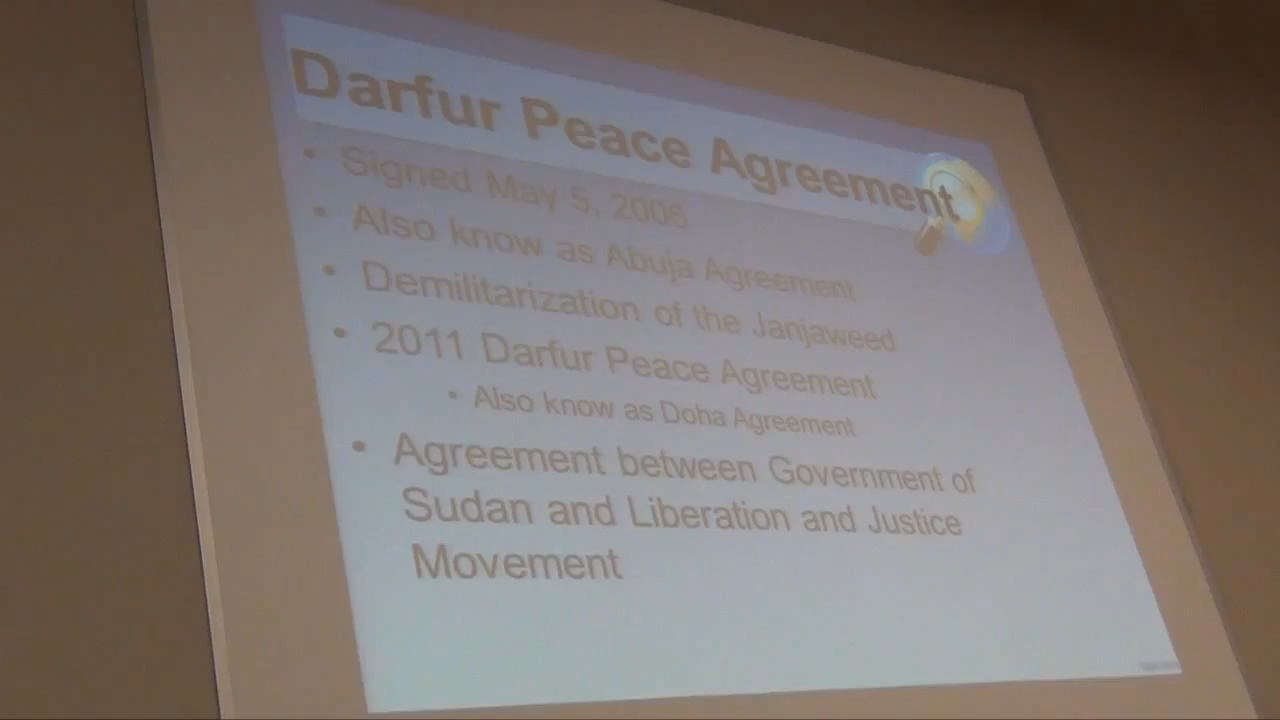 Darfur Peace Agreement
• Signed May 5, 2006
• Also know as Abuja Agreement
• Demilitarization of the Janjaweed
• 2011 Darfur Peace Agreement
• Also know as Doha Agreement
• Agreement between Government of
Sudan and Liberation and Justice
Movement